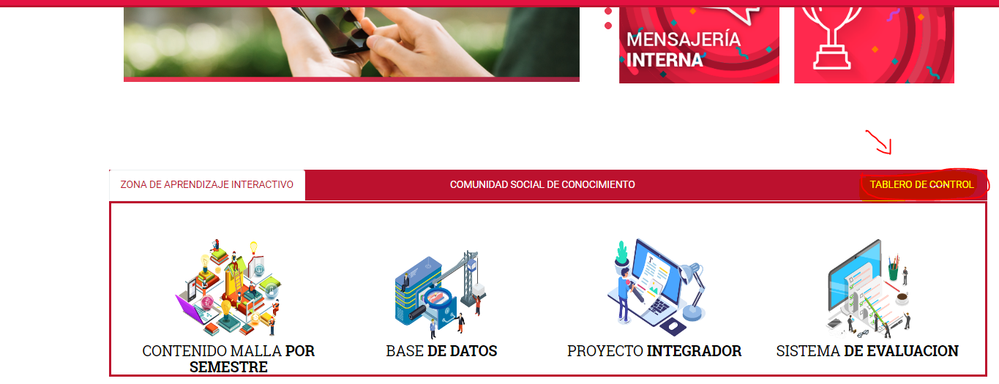 MENSAJERÍA
INTERNA
ZONA DE APRENDIZAJE INTERACTIVO
COMUNIDAD SOCIAL DE CONOCIMIENTO
TABLERO DE CONTROL
CONTENIDO MALLA POR
SEMESTRE
BASE DE DATOS
PROYECTO INTEGRADOR
SISTEMA DE EVALUACION